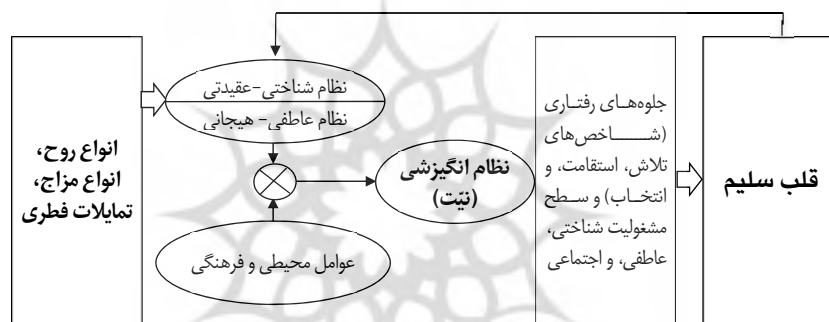 انواع روح،
انواع مزاج،
تمایلات فطری
نظام شناختی-عقیدتی
نظام عاطفی- هیجانی
عوامل محیطی و فرهنگی
نظام انگیزشی
(نیّت)
جلوه‌های رفتاری
(شاخص‌های
تلاش، استقامت، و
انتخاب) و سطح
مشغولیت شناختی،
عاطفی، و اجتماعی
قلب سلیم